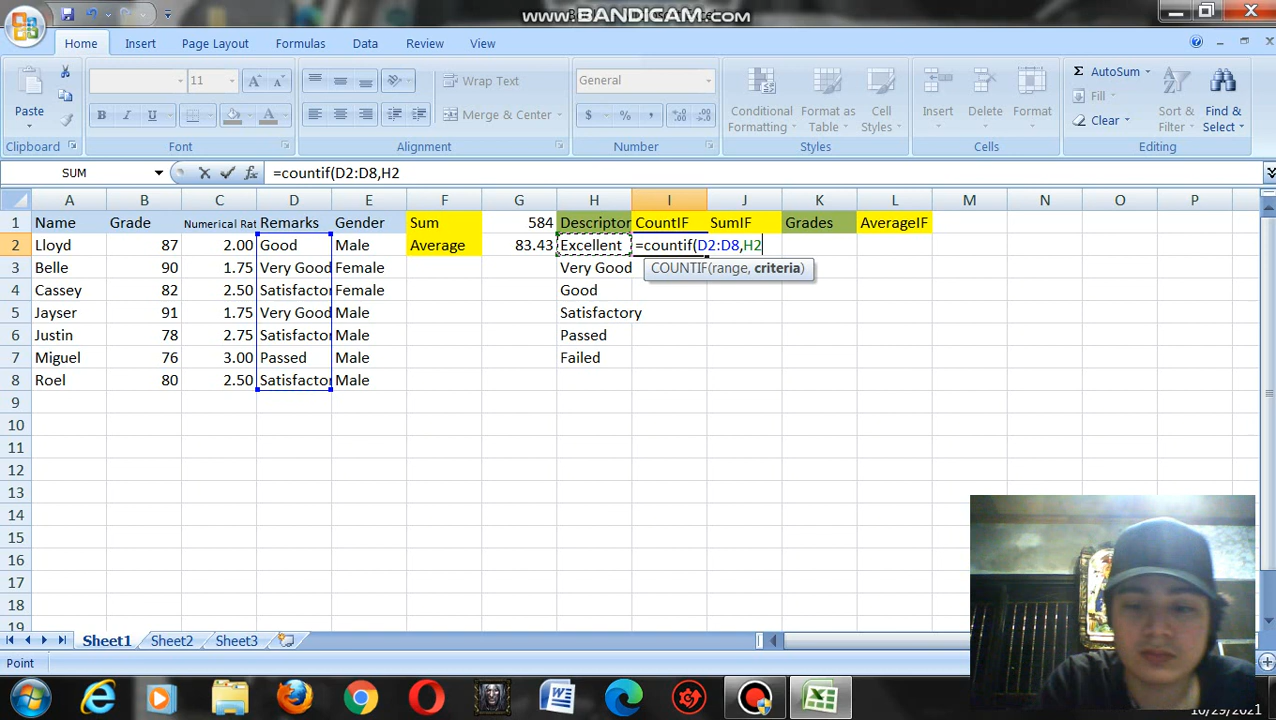 www.BANDICAM.com
Home Insert Page Layout Formulas Data Review View
Paste
11
B I U A A A
Wrap Text
Merge & Center
General
$ % ,
Conditional Formatting
Format as Table
Cell Styles
Insert Delete Format
Σ AutoSum
Fill
Clear
Sort & Filter
Find & Select
Clipboard Font Alignment Number Styles Cells Editing
SUM fx =countif(D2:D8,H2
A B C D E F G H I J K L M N O P
1 Name Grade Numerical Rat Remarks Gender Sum 584 Descriptor CountIF SumIF Grades AverageIF
2 Lloyd 87 2.00 Good Male Average 83.43 Excellent =countif(D2:D8,H2
COUNTIF(range, criteria)
3 Belle 90 1.75 Very Good Female Very Good
4 Cassey 82 2.50 Satisfactor Female Good
5 Jayser 91 1.75 Very Good Male Satisfactory
6 Justin 78 2.75 Satisfactor Male Passed
7 Miguel 76 3.00 Passed Male Failed
8 Roel 80 2.50 Satisfactor Male
9
10
11
12
13
14
15
16
17
18
19
Sheet1 Sheet2 Sheet3
Point
10/29/2021